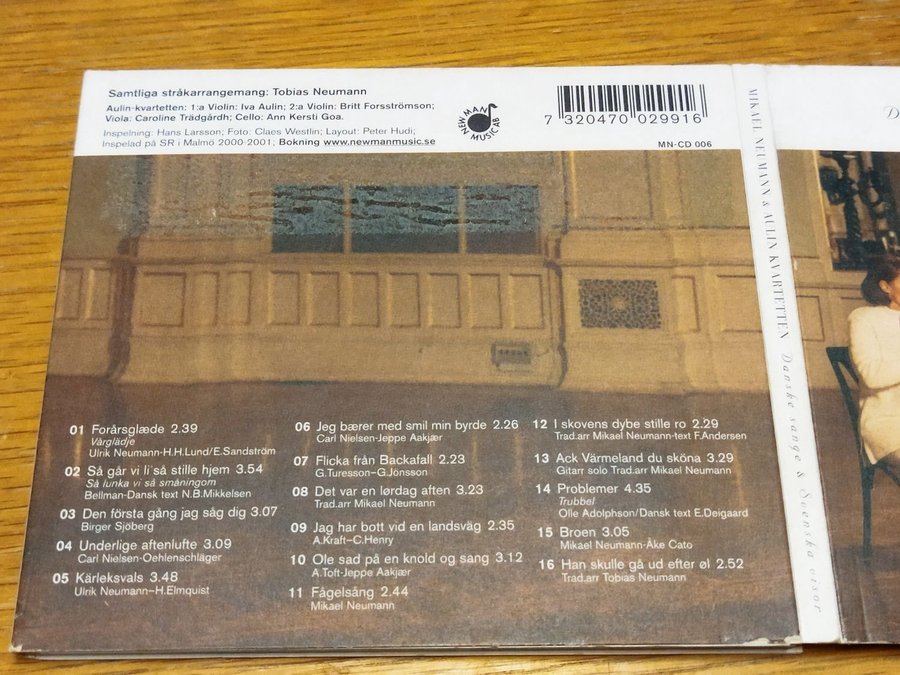 Samtliga stråkarrangemang: Tobias Neumann
Aulin-kvartetten: 1:a Violin: Iva Aulin; 2:a Violin: Britt Forsströmson;
Viola: Caroline Trädgårdh; Cello: Ann Kersti Goa.
Inspelning: Hans Larsson; Foto: Claes Westlin; Layout: Peter Hudi;
Inspelad på SR i Malmö 2000-2001; Bokning www.newmanmusic.se
NEW MAN MUSIC AB
7 320470 029916
MN-CD 006
01 Forårsglæde 2.39
Vårglädje
Ulrik Neumann-H.H.Lund/E.Sandström
02 Så går vi li'så stille hjem 3.54
Så lunka vi så småningom
Bellman-Dansk text N.B.Mikkelsen
03 Den första gång jag såg dig 3.07
Birger Sjöberg
04 Underlige aftenlufte 3.09
Carl Nielsen-Oehlenschläger
05 Kärleksvals 3.48
Ulrik Neumann-H.Elmquist
06 Jeg bærer med smil min byrde 2.26
Carl Nielsen-Jeppe Aakjær
07 Flicka från Backafall 2.23
G.Turesson-G.Jönsson
08 Det var en lørdag aften 3.23
Trad.arr Mikael Neumann
09 Jag har bott vid en landsväg 2.35
A.Kraft-C.Henry
10 Ole sad på en knold og sang 3.12
A.Toft-Jeppe Aakjær
11 Fågelsång 2.44
Mikael Neumann
12 I skovens dybe stille ro 2.29
Trad.arr Mikael Neumann-text F.Andersen
13 Ack Värmeland du sköna 3.29
Gitarr solo Trad.arr Mikael Neumann
14 Problemer 4.35
Trubbel
Olle Adolphson/Dansk text E.Deigaard
15 Broen 3.05
Mikael Neumann-Åke Cato
16 Han skulle gå ud efter øl 2.52
Trad.arr Tobias Neumann
MIKAEL NEUMANN & AULIN KVARTETTEN Danske sange & Svenska visor
D